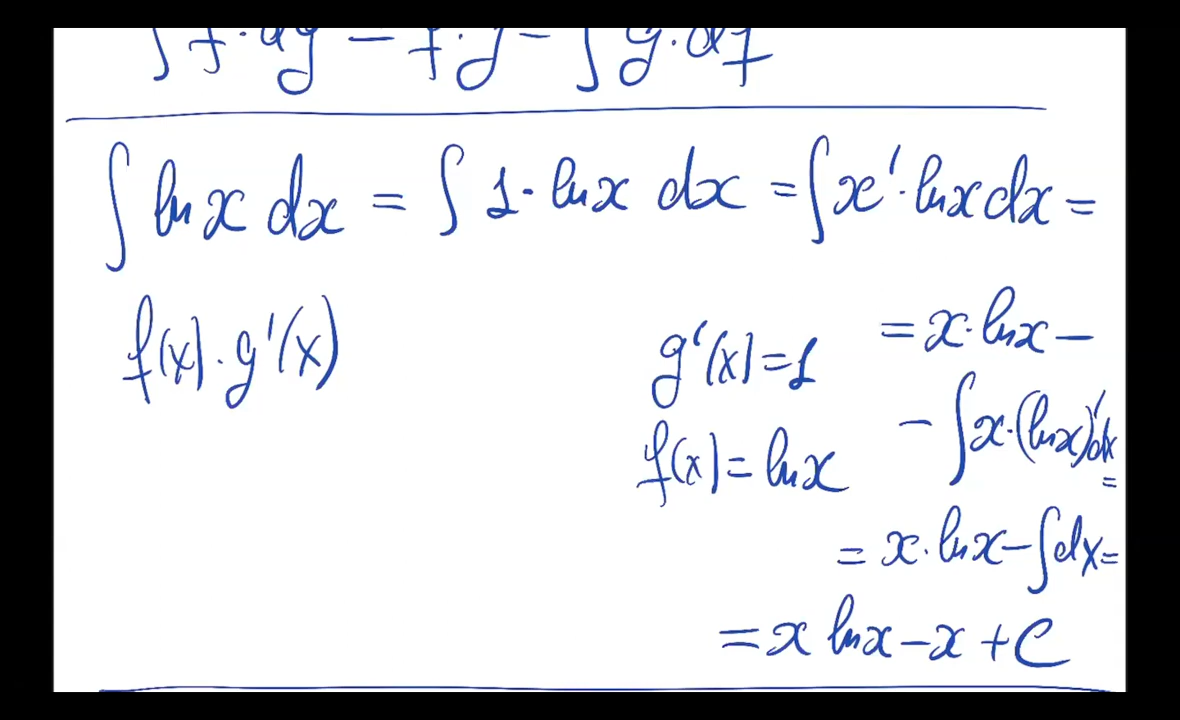 ∫ f · dg = f · g − ∫ g · df
∫ ln x dx = ∫ 1 · ln x dx = ∫ x' · ln x dx =
f(x) · g'(x)
g'(x) = 1
f(x) = ln x
= x · ln x −
− ∫ x · (ln x)' dx =
= x · ln x − ∫ dx =
= x ln x − x + C